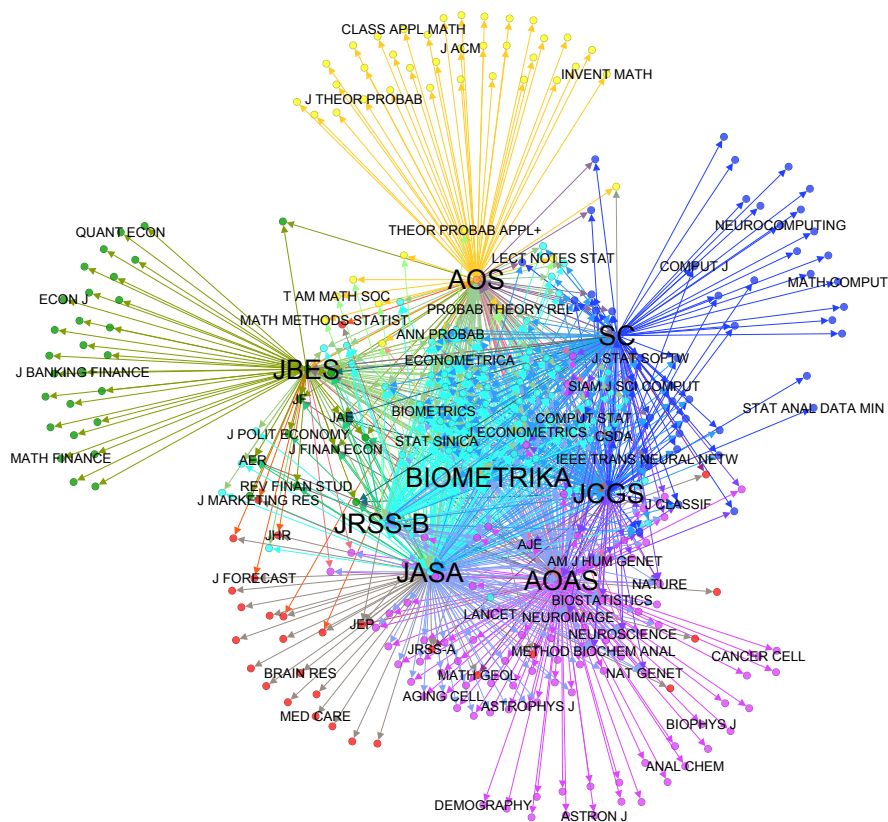 CLASS APPL MATH
J ACM
INVENT MATH
J THEOR PROBAB
NEUROCOMPUTING
THEOR PROBAB APPL+
QUANT ECON
LECT NOTES STAT
COMPUT J
AOS
MATH COMPUT
T AM MATH SOC
ECON J
PROBAB THEORY REL
MATH METHODS STATIST
ANN PROBAB
SC
ECONOMETRICA
J STAT SOFTW
JBES
J BANKING FINANCE
SIAM J SCI COMPUT
JF
BIOMETRICS
STAT ANAL DATA MIN
JAE
COMPUT STAT
J POLIT ECONOMY
J ECONOMETRICS
CSDA
STAT SINICA
J FINAN ECON
MATH FINANCE
AER
IEEE TRANS NEURAL NETW
BIOMETRIKA
REV FINAN STUD
JCGS
J MARKETING RES
J CLASSIF
JRSS-B
JHR
AJE
AM J HUM GENET
JASA
J FORECAST
AOAS
NATURE
BIOSTATISTICS
LANCET
NEUROIMAGE
JEP
NEUROSCIENCE
JRSS-A
METHOD BIOCHEM ANAL
CANCER CELL
BRAIN RES
MATH GEOL
NAT GENET
AGING CELL
ASTROPHYS J
MED CARE
BIOPHYS J
ANAL CHEM
DEMOGRAPHY
ASTRON J